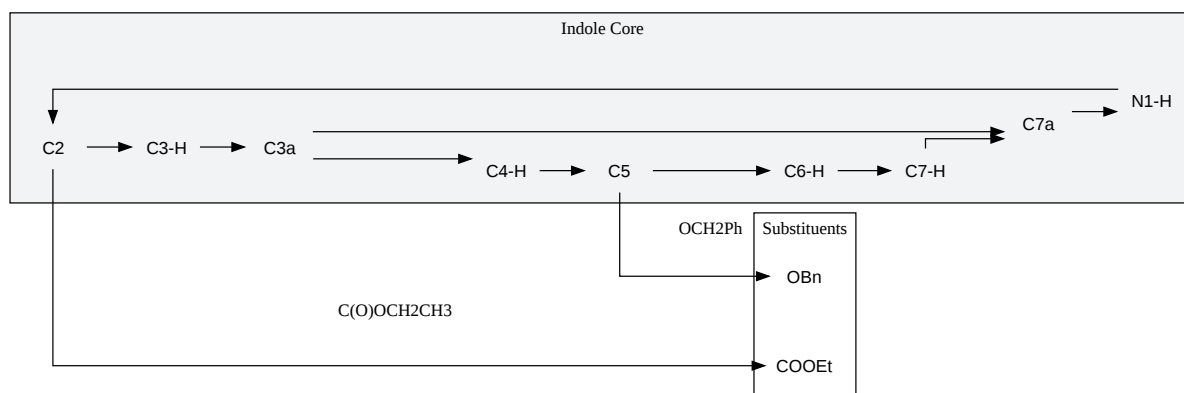 Indole Core
N1-H
C7a
C2
C3-H
C3a
C4-H
C5
C6-H
C7-H
OCH2Ph
Substituents
OBn
C(O)OCH2CH3
COOEt